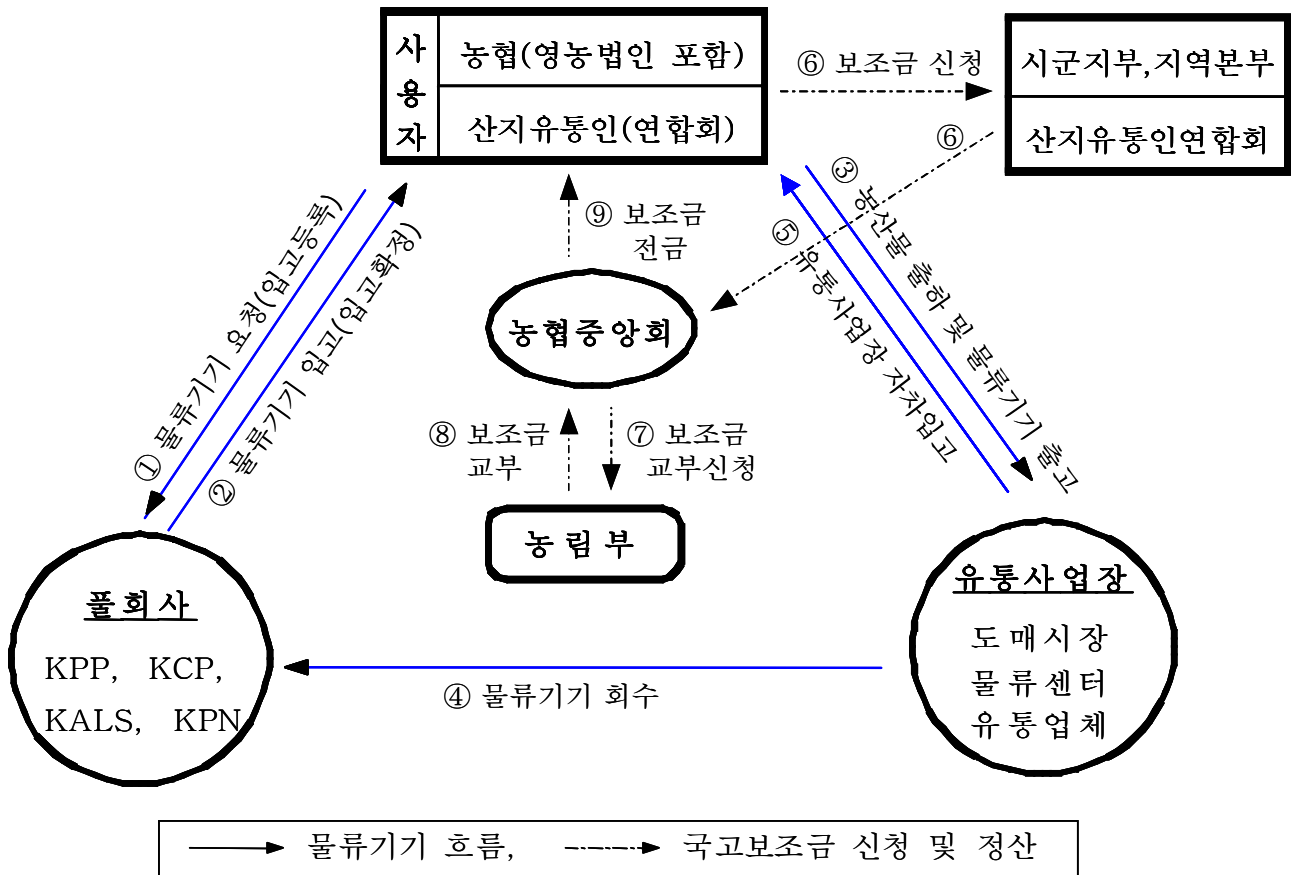 사용자
농협(영농법인 포함)
산지유통인(연합회)
⑥ 보조금 신청
시군지부,지역본부
산지유통인연합회
⑥
① 물류기기 요청(입고등록)
② 물류기기 입고(입고확정)
⑨ 보조금
전금
③ 농산물 출하 및 물류기기 출고
⑤ 유통사업장 자차입고
농협중앙회
⑧ 보조금
교부
⑦ 보조금
교부신청
농림부
풀회사
KPP, KCP,
KALS, KPN
④ 물류기기 회수
유통사업장
도매시장
물류센터
유통업체
물류기기 흐름, 국고보조금 신청 및 정산